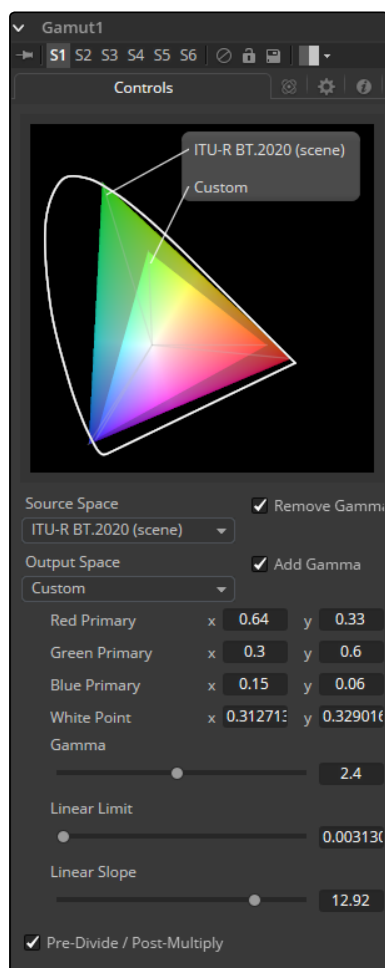 Gamut1
S1 S2 S3 S4 S5 S6
Controls
ITU-R BT.2020 (scene)
Custom
Source Space
Remove Gamma
ITU-R BT.2020 (scene)
Output Space
Add Gamma
Custom
Red Primary x 0.64 y 0.33
Green Primary x 0.3 y 0.6
Blue Primary x 0.15 y 0.06
White Point x 0.312713 y 0.329016
Gamma
2.4
Linear Limit
0.003130
Linear Slope
12.92
Pre-Divide / Post-Multiply